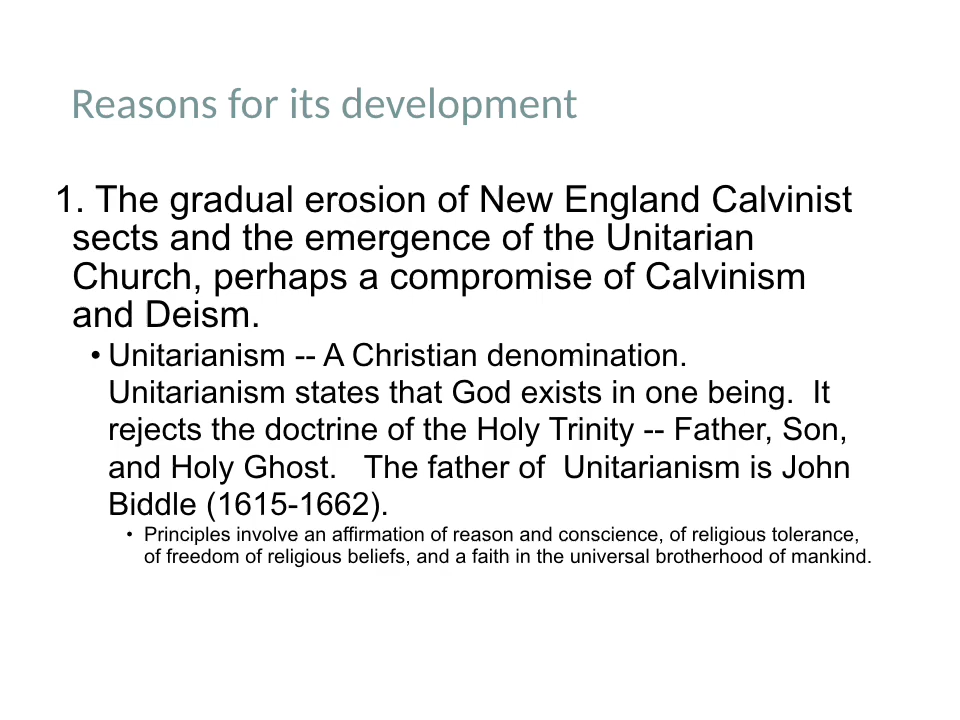 Reasons for its development
1. The gradual erosion of New England Calvinist
sects and the emergence of the Unitarian
Church, perhaps a compromise of Calvinism
and Deism.
• Unitarianism -- A Christian denomination.
Unitarianism states that God exists in one being.  It
rejects the doctrine of the Holy Trinity -- Father, Son,
and Holy Ghost.   The father of  Unitarianism is John
Biddle (1615-1662).
• Principles involve an affirmation of reason and conscience, of religious tolerance,
of freedom of religious beliefs, and a faith in the universal brotherhood of mankind.